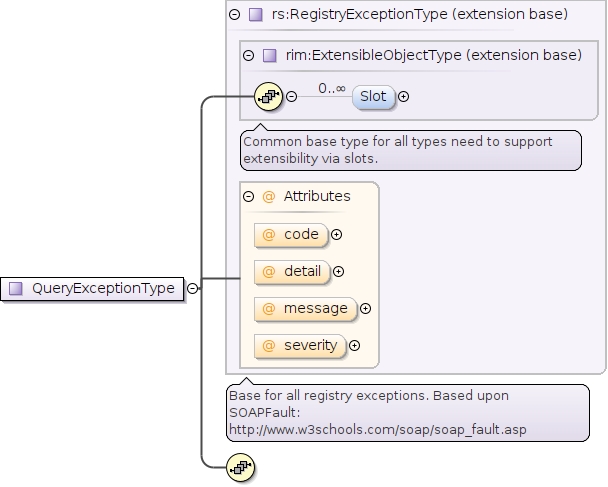 rs:RegistryExceptionType (extension base)
rim:ExtensibleObjectType (extension base)
0..∞
Slot
Common base type for all types need to support
extensibility via slots.
@ Attributes
@ code
@ detail
QueryExceptionType
@ message
@ severity
Base for all registry exceptions. Based upon
SOAPFault:
http://www.w3schools.com/soap/soap_fault.asp